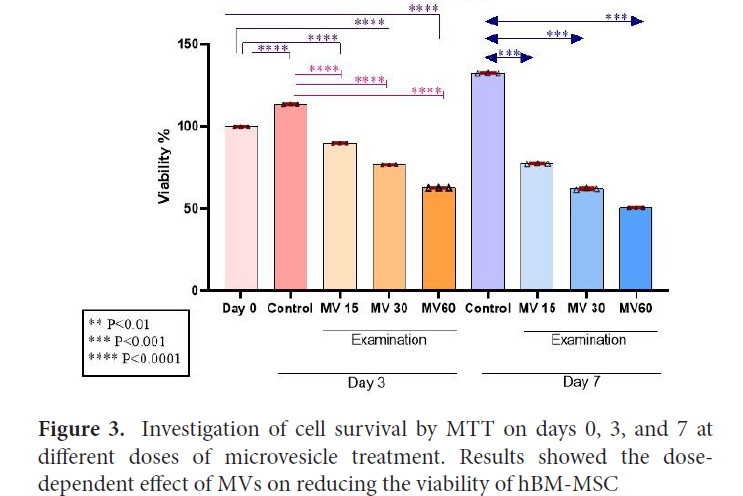 ****
****
****
****
****
****
****
***
***
***
150
100
50
0
Viability %
Day 0 Control MV 15 MV 30 MV60 Control MV 15 MV 30 MV60
Examination Examination
Day 3 Day 7
** P<0.01
*** P<0.001
**** P<0.0001
Figure 3. Investigation of cell survival by MTT on days 0, 3, and 7 at
different doses of microvesicle treatment. Results showed the dose-
dependent effect of MVs on reducing the viability of hBM-MSC